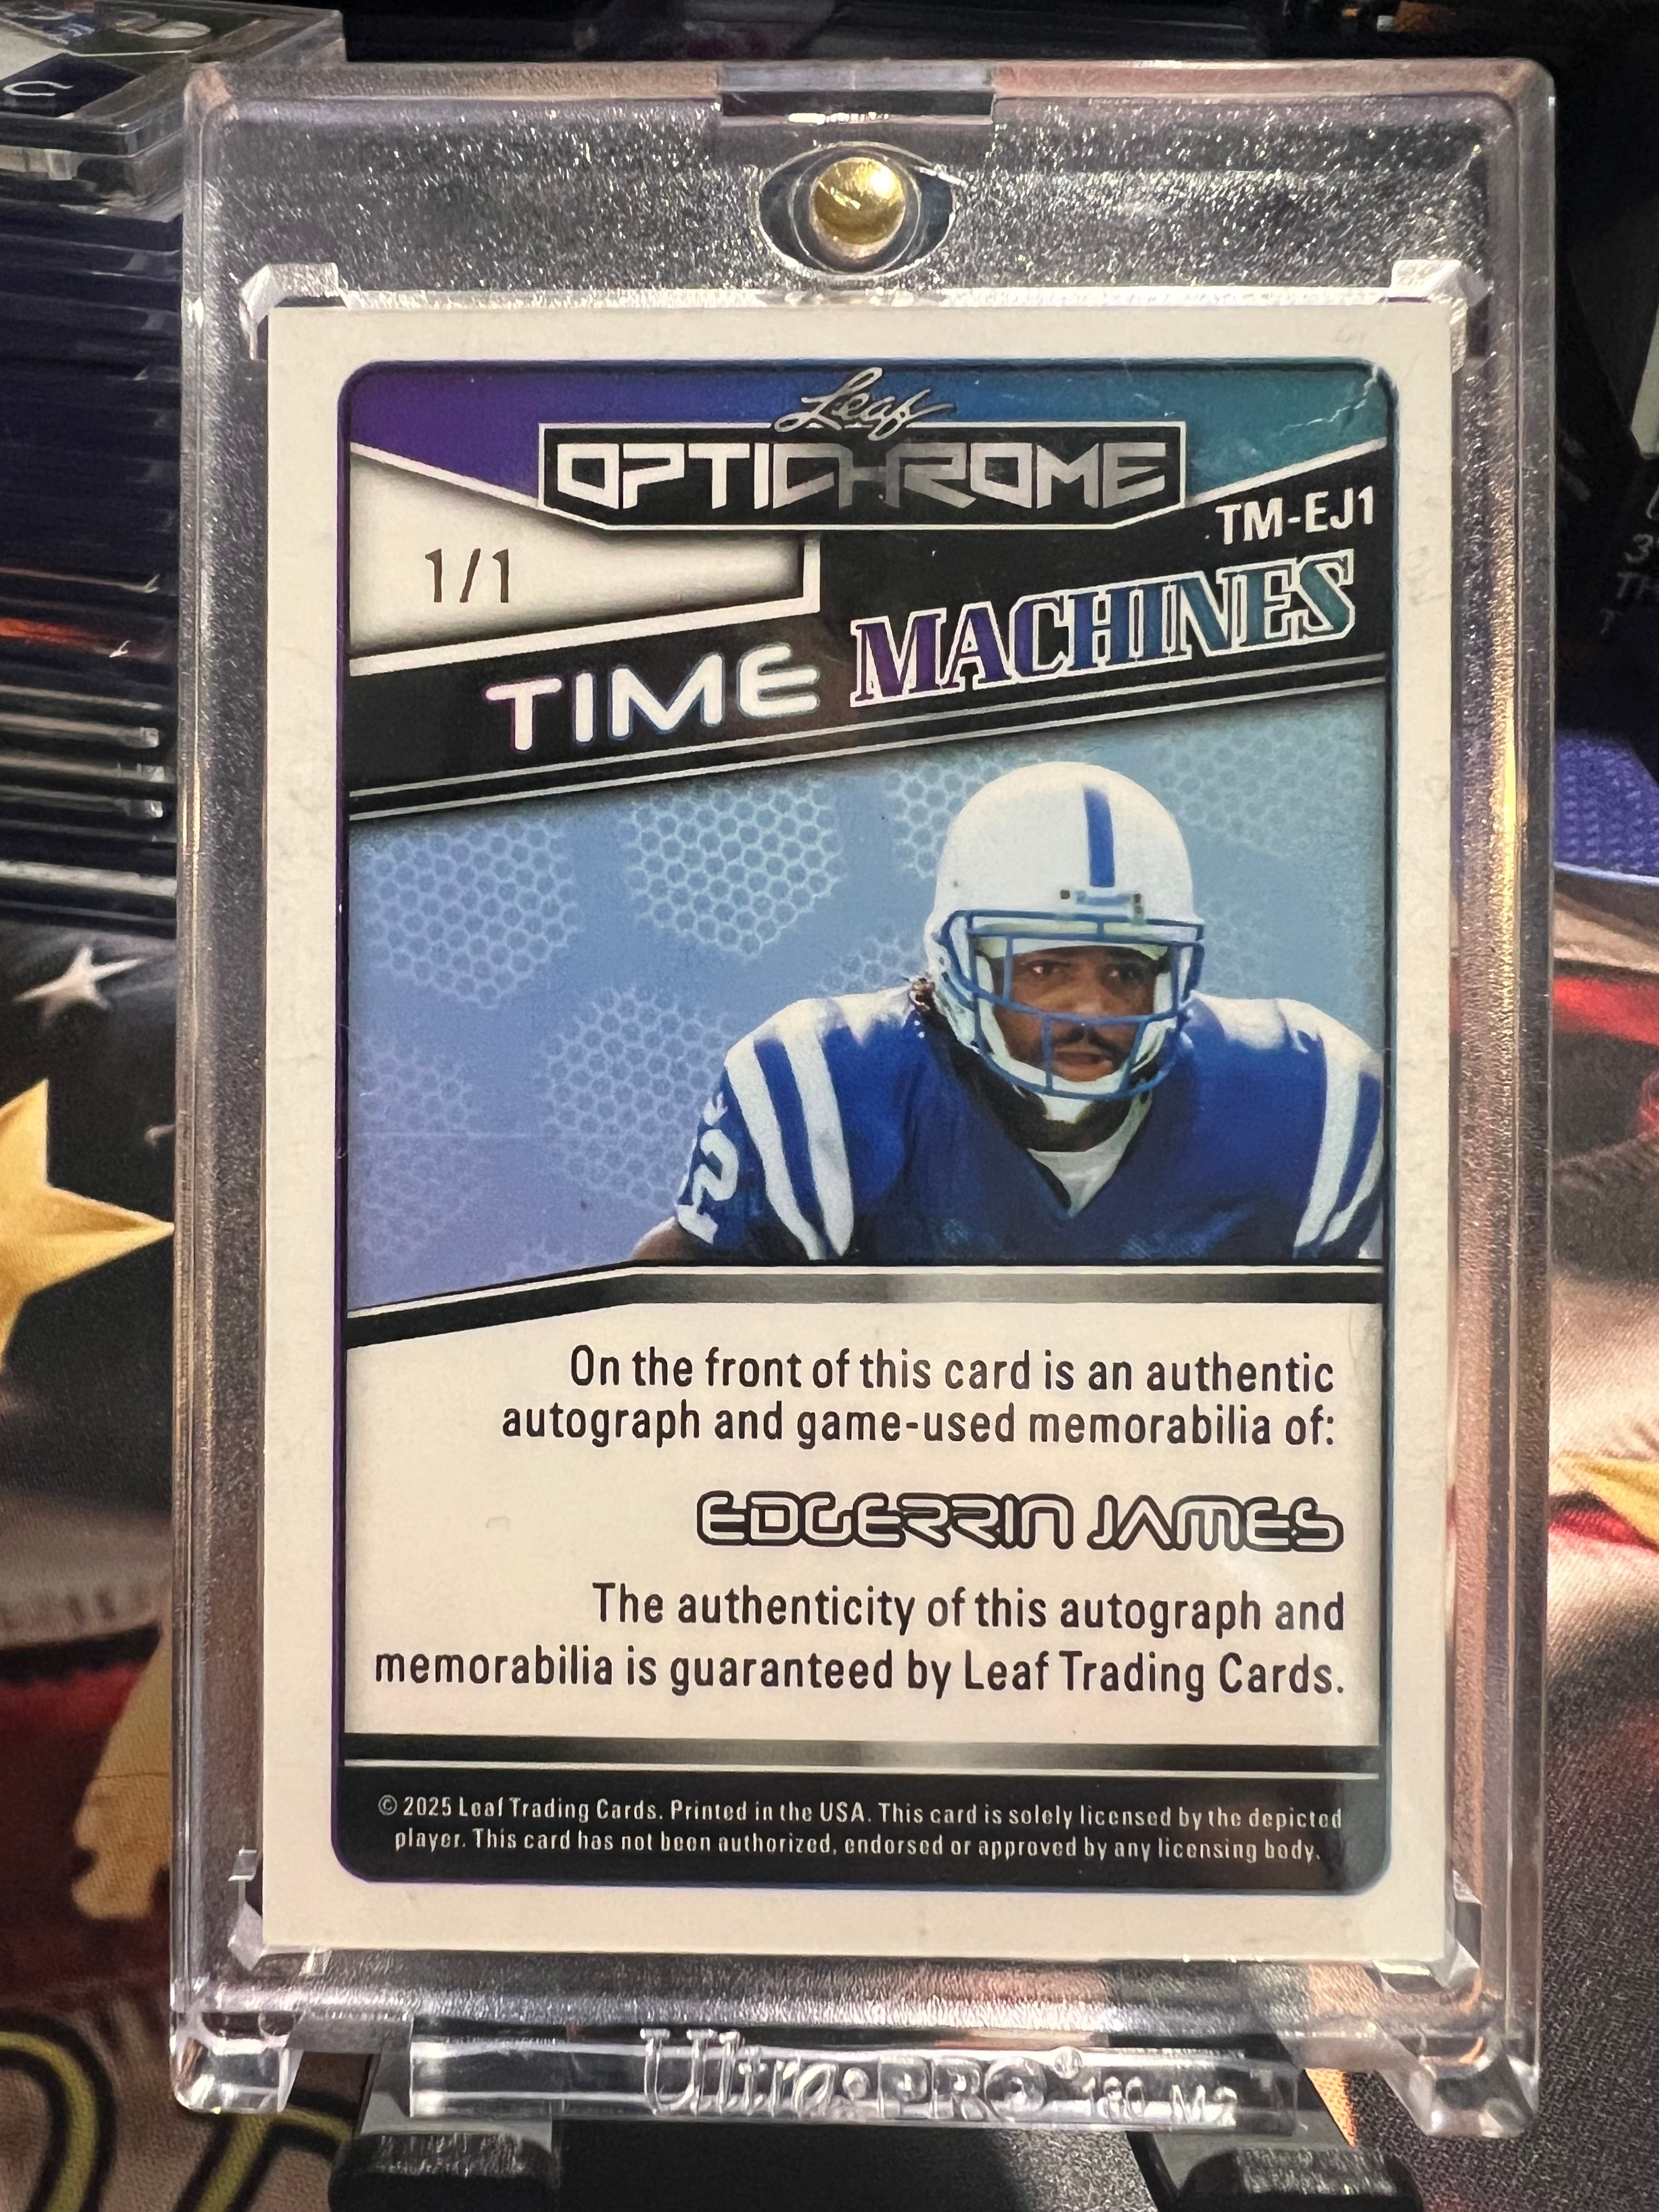 Leaf
OPTICHROME
TM-EJ1
1/1
TIME MACHINES
12
On the front of this card is an authentic
autograph and game-used memorabilia of:
EDGERRIN JAMES
The authenticity of this autograph and
memorabilia is guaranteed by Leaf Trading Cards.
© 2025 Leaf Trading Cards. Printed in the USA. This card is solely licensed by the depicted
player. This card has not been authorized, endorsed or approved by any licensing body.
Ultra•PRO® 180 M2